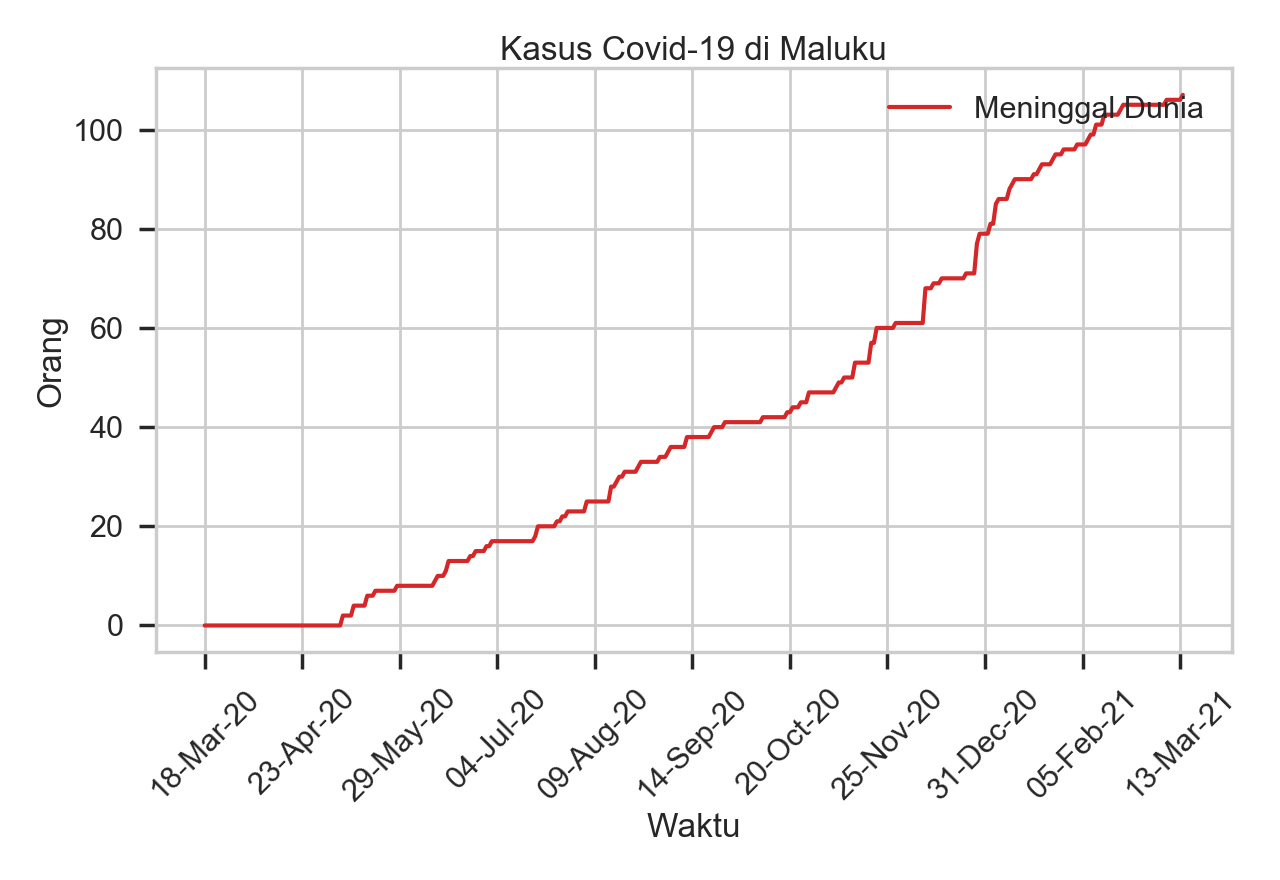 Kasus Covid-19 di Maluku
Meninggal Dunia
Orang
100
80
60
40
20
0
18-Mar-20
23-Apr-20
29-May-20
04-Jul-20
09-Aug-20
14-Sep-20
20-Oct-20
25-Nov-20
31-Dec-20
05-Feb-21
13-Mar-21
Waktu